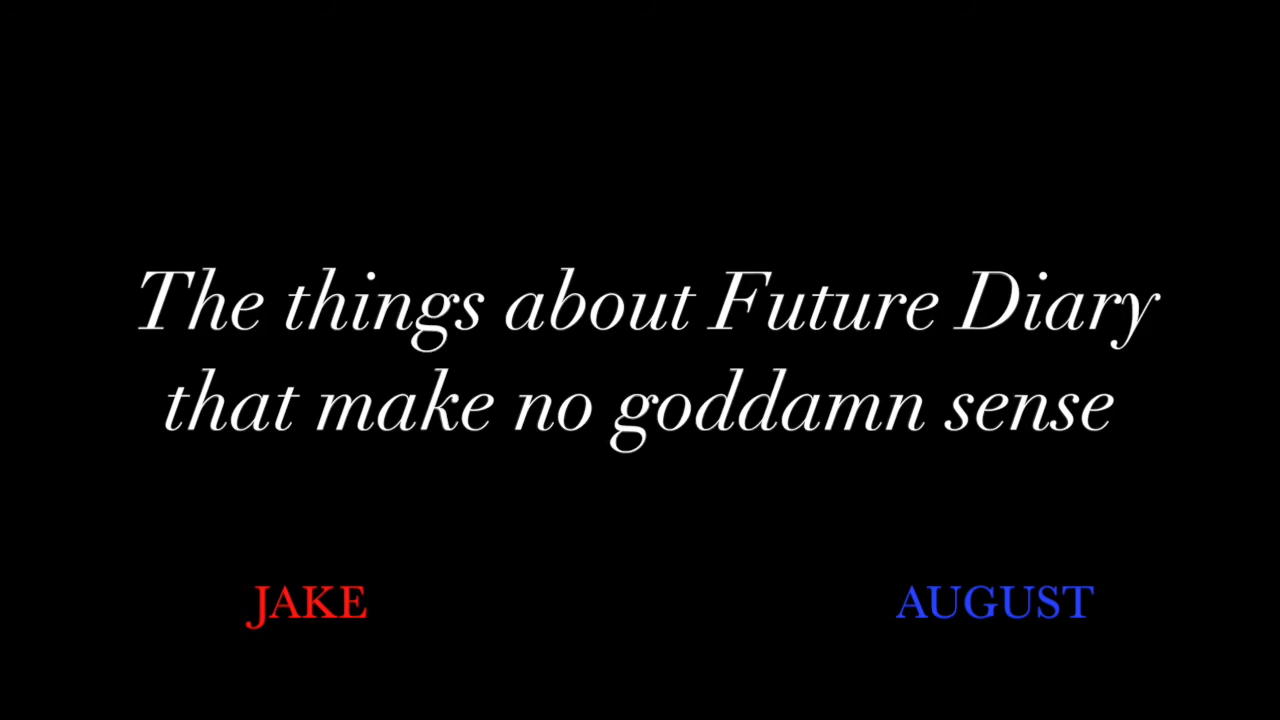 The things about Future Diary
that make no goddamn sense
JAKE
AUGUST